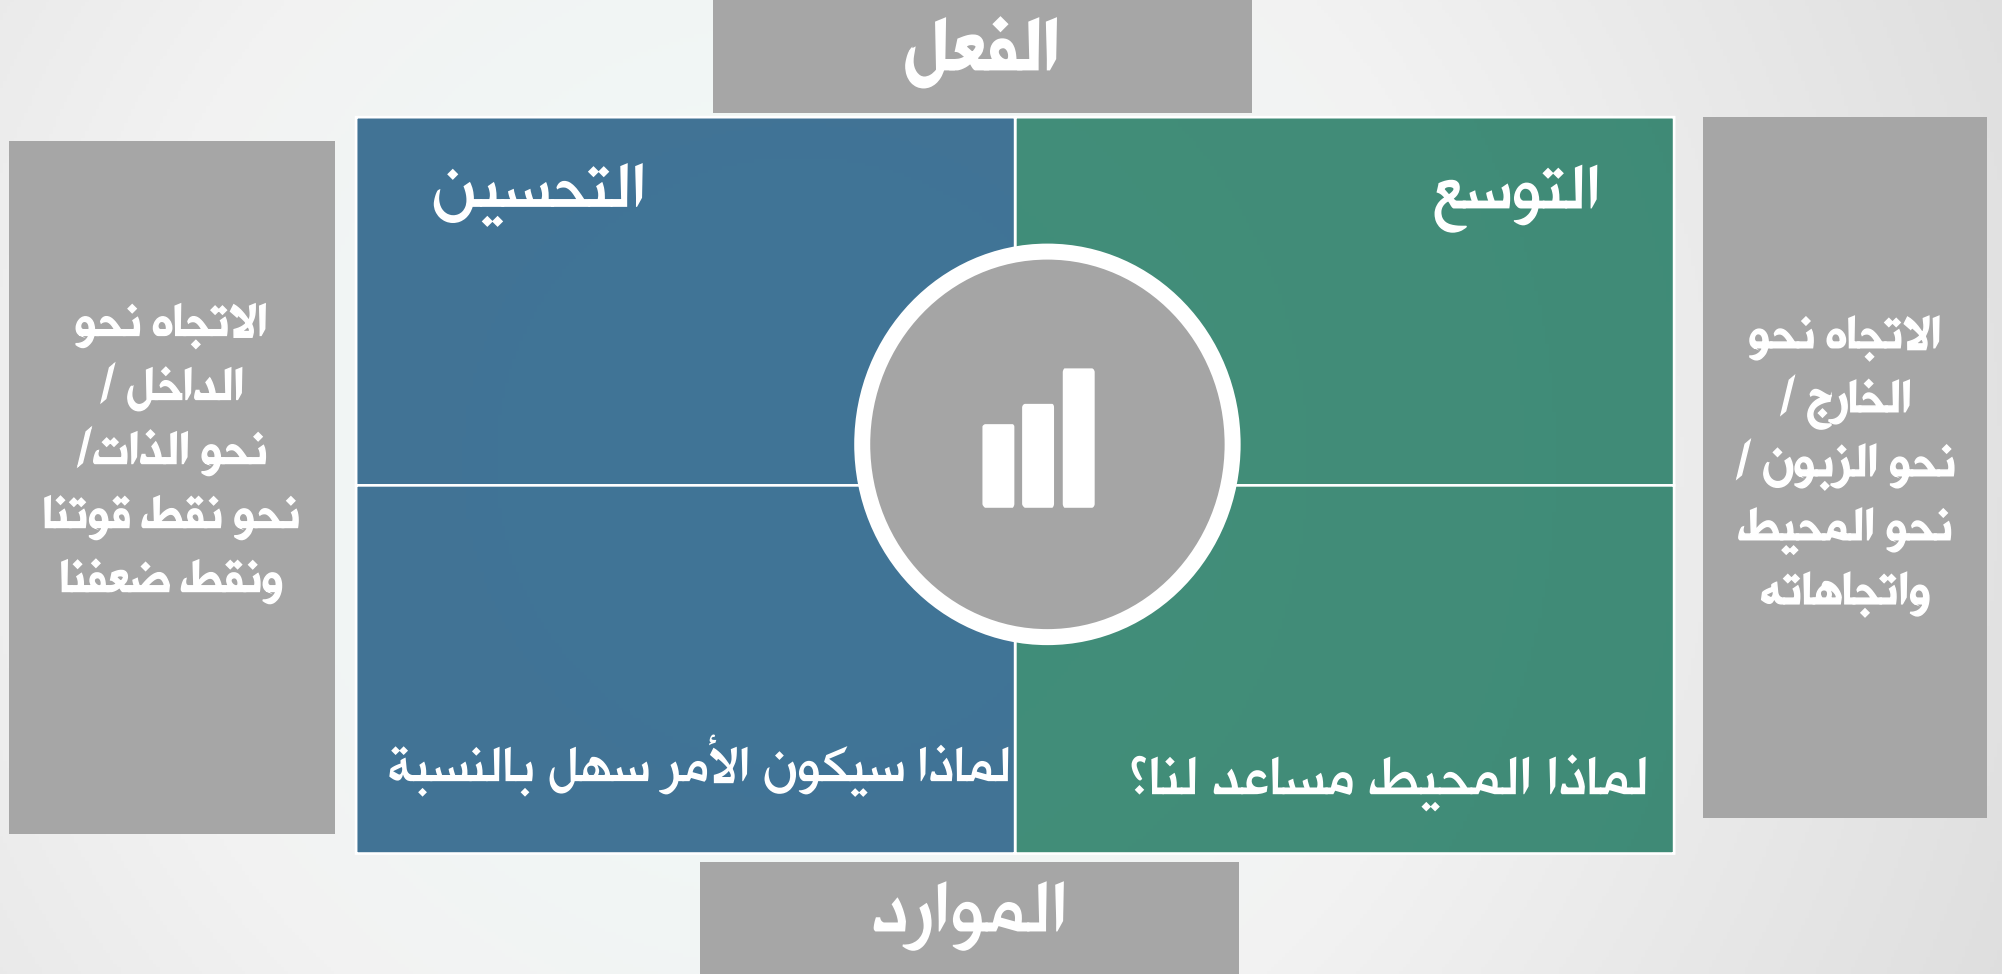 الفعل
التوسع
التحسين
الاتجاه نحو
الخارج /
نحو الزبون /
نحو المحيط
واتجاهاته
الاتجاه نحو
الداخل /
نحو الذات/
نحو نقط قوتنا
ونقط ضعفنا
لماذا المحيط مساعد لنا؟
لماذا سيكون الأمر سهل بالنسبة
الموارد